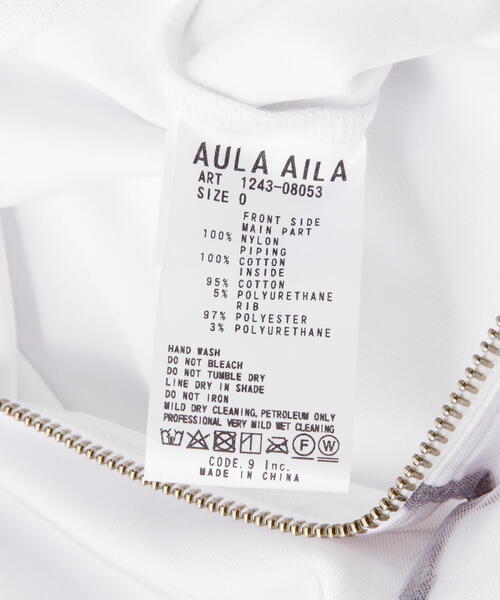 AULA AILA
ART 1243-08053
SIZE 0
FRONT SIDE
MAIN PART
100% NYLON
PIPING
100% COTTON
INSIDE
95% COTTON
5% POLYURETHANE
RIB
97% POLYESTER
3% POLYURETHANE
HAND WASH
DO NOT BLEACH
DO NOT TUMBLE DRY
LINE DRY IN SHADE
DO NOT IRON
MILD DRY CLEANING, PETROLEUM ONLY
PROFESSIONAL VERY MILD WET CLEANING
F W
CODE. 9 Inc.
MADE IN CHINA